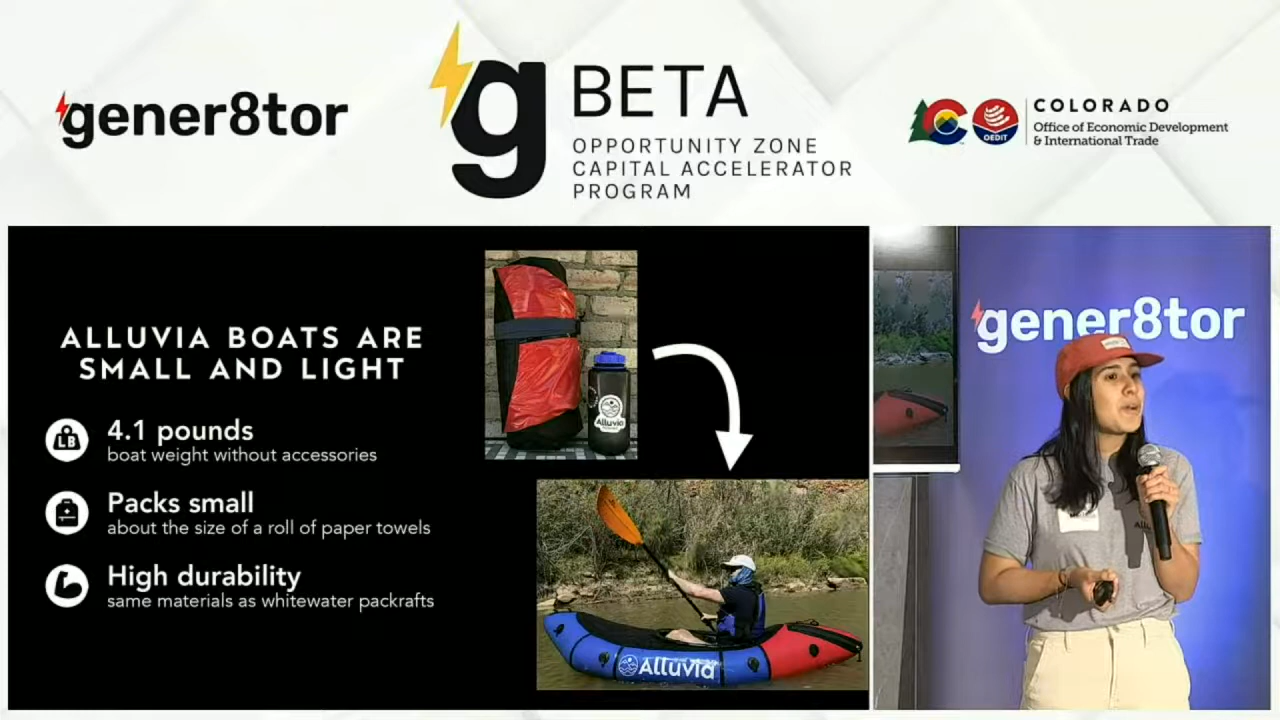 gener8tor
g BETA
OPPORTUNITY ZONE
CAPITAL ACCELERATOR
PROGRAM
C
OEDIT
COLORADO
Office of Economic Development
& International Trade
ALLUVIA BOATS ARE
SMALL AND LIGHT
LB
4.1 pounds
boat weight without accessories
Packs small
about the size of a roll of paper towels
High durability
same materials as whitewater packrafts
Alluvia
Alluvia
gener8tor